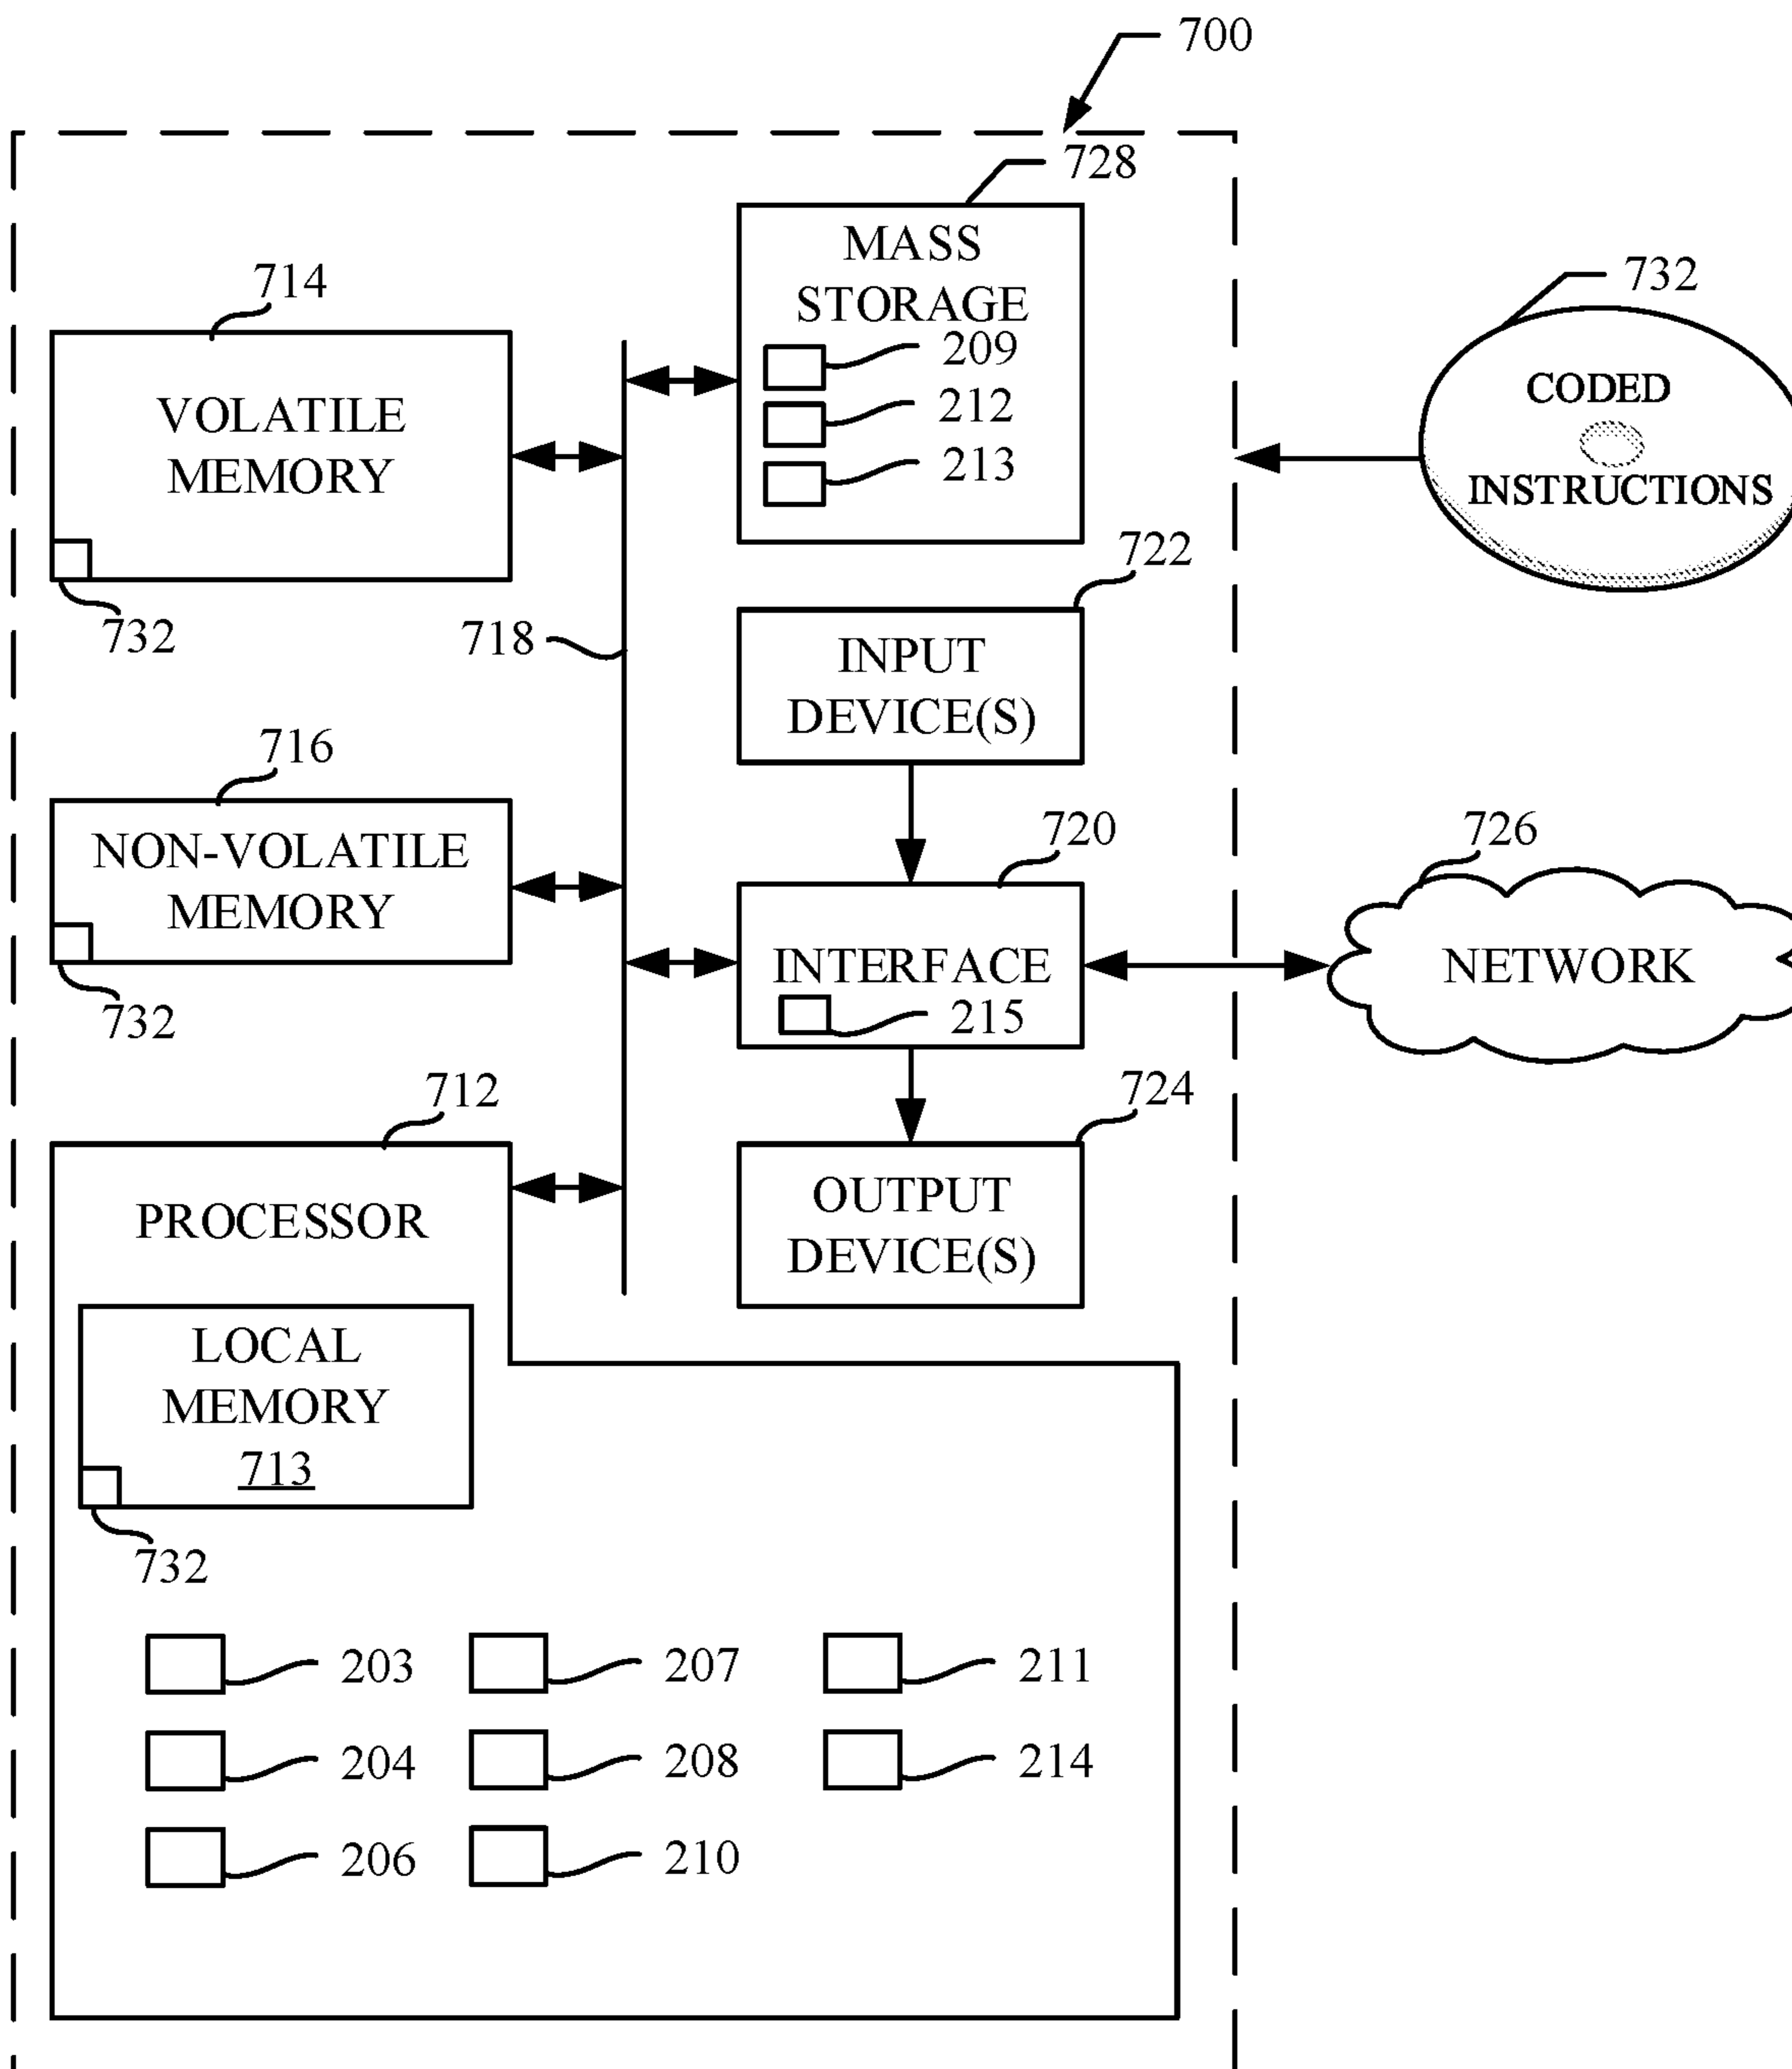 700
728
MASS
STORAGE
209
212
213
714
VOLATILE
MEMORY
732
732
CODED
INSTRUCTIONS
718
722
INPUT
DEVICE(S)
716
NON-VOLATILE
MEMORY
732
720
INTERFACE
215
726
NETWORK
712
PROCESSOR
724
OUTPUT
DEVICE(S)
LOCAL
MEMORY
713
732
203
207
211
204
208
214
206
210